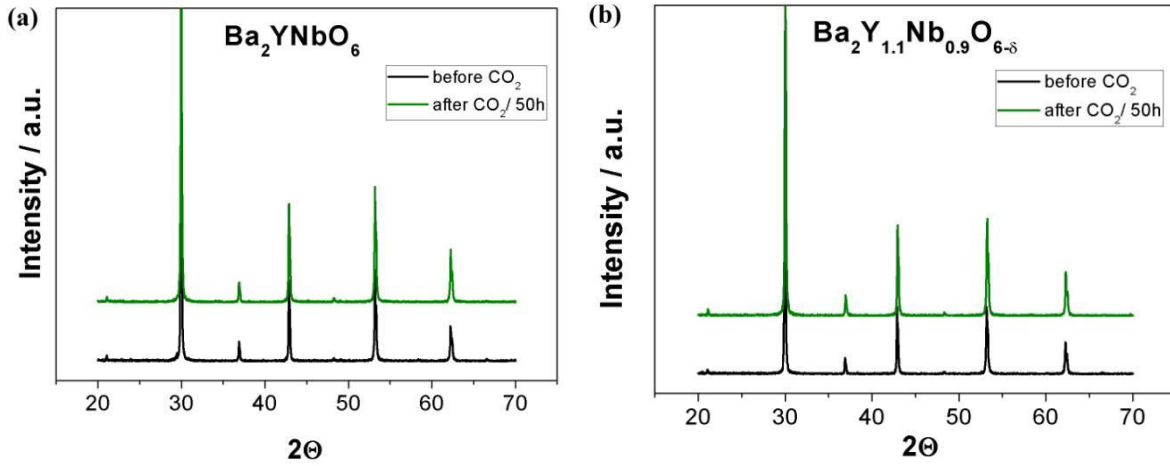 (a)
Ba₂YNbO₆
before CO₂
after CO₂/ 50h
Intensity / a.u.
20 30 40 50 60 70
2Θ
(b)
Ba₂Y₁.₁Nb₀.₉O₆₋δ
before CO₂
after CO₂/ 50h
Intensity / a.u.
20 30 40 50 60 70
2Θ